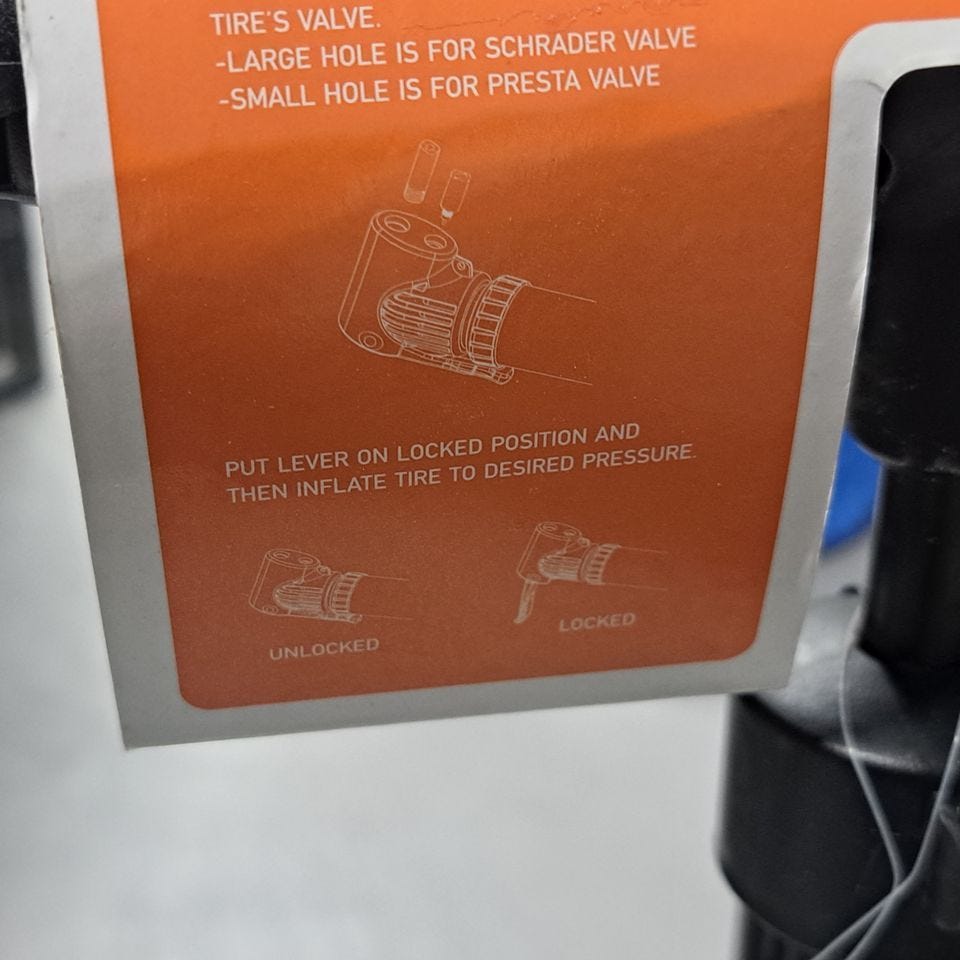 TIRE'S VALVE.
-LARGE HOLE IS FOR SCHRADER VALVE
-SMALL HOLE IS FOR PRESTA VALVE
PUT LEVER ON LOCKED POSITION AND
THEN INFLATE TIRE TO DESIRED PRESSURE.
UNLOCKED
LOCKED